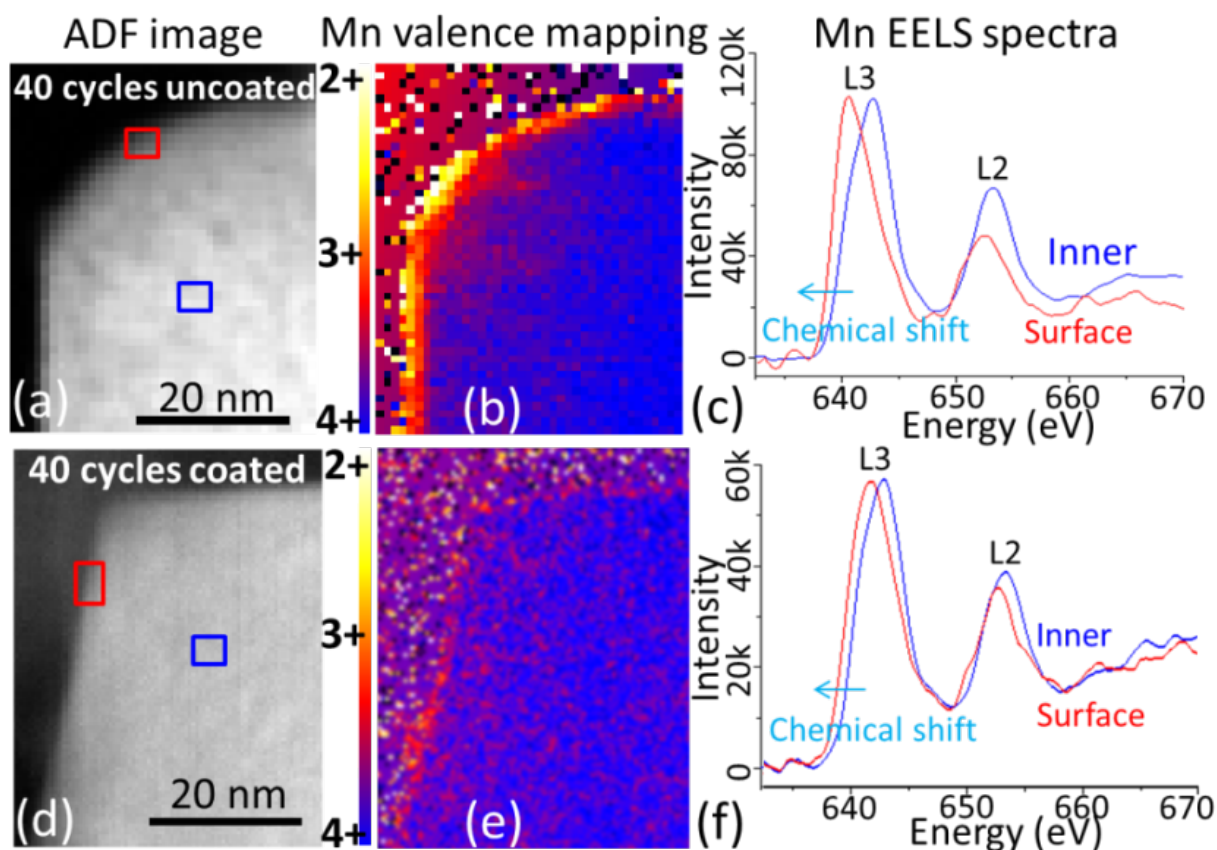 ADF image
Mn valence mapping
Mn EELS spectra
40 cycles uncoated
20 nm
(a)
2+
3+
4+
(b)
(c)
Intensity
120k
80k
40k
0
L3
L2
Inner
Surface
Chemical shift
640 650 660 670
Energy (eV)
40 cycles coated
20 nm
(d)
2+
3+
4+
(e)
(f)
Intensity
60k
40k
20k
0
L3
L2
Inner
Surface
Chemical shift
640 650 660 670
Energy (eV)